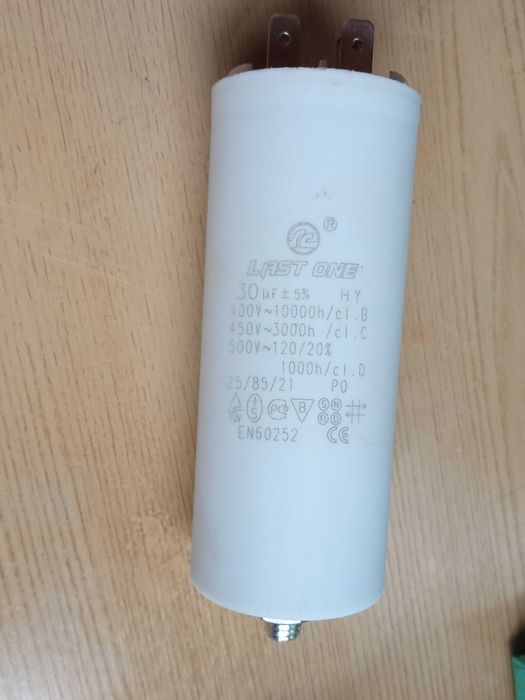 ®
LAST ONE
30 µF ± 5% HY
400V~10000h/cl.B
450V~3000h /cl.C
500V~120/20%
1000h/cl.D
25/85/21 P0
EN60252 CE